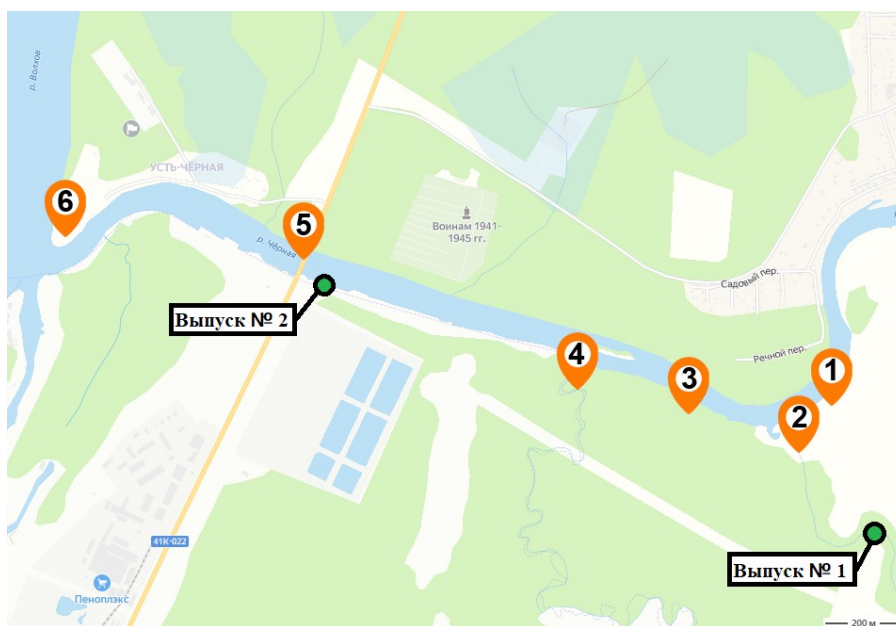 р. Волхов
УСТЬ-ЧЁРНАЯ
6
5
р. Чёрная
Воинам 1941-
1945 гг.
Садовый пер.
Выпуск № 2
Речной пер.
4
3
1
2
41К-022
Выпуск № 1
Пеноплэкс
200 м